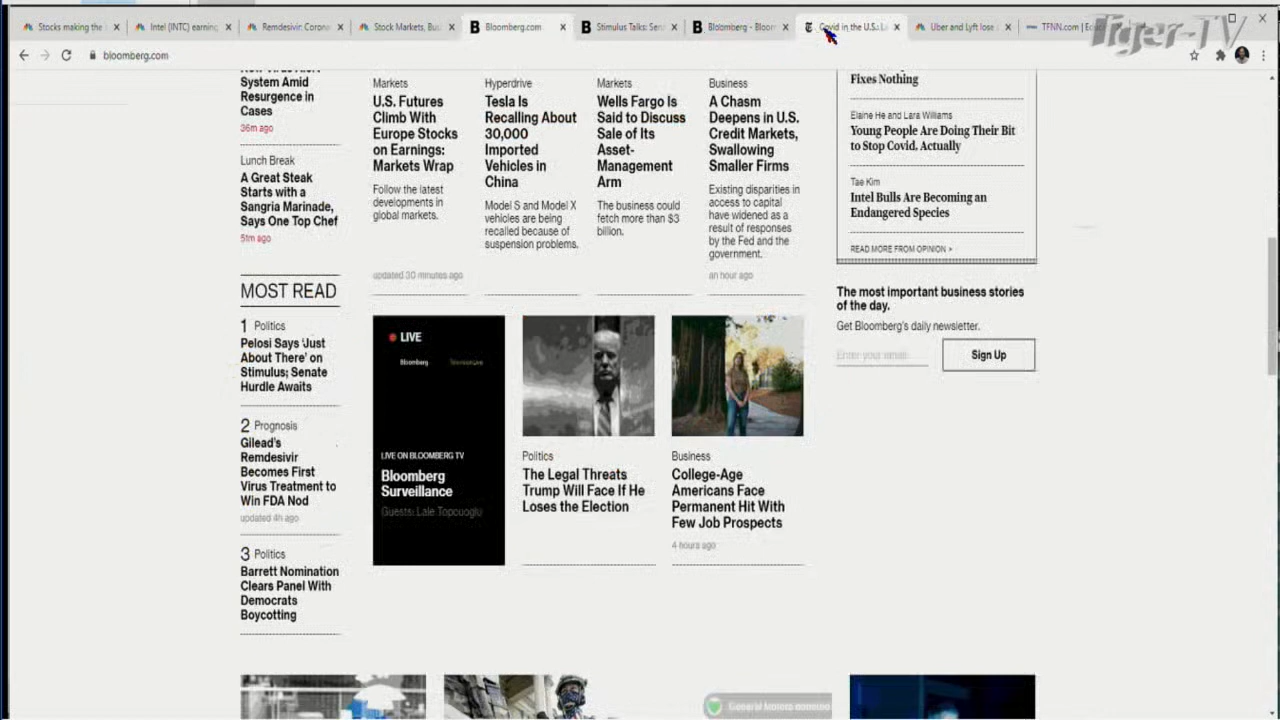 Stocks making the
Intel (INTC) earning
Remdesivir Corone
Stock Markets, Bus
Bloomberg.com
Stimulus Talks: Sen
Bloomberg - Bloom
Covid in the U.S.: La
Uber and Lyft lose
TFNN.com | Educ
Tiger-TV
bloomberg.com
System Amid
Resurgence in
Cases
36m ago
Lunch Break
A Great Steak
Starts with a
Sangria Marinade,
Says One Top Chef
51m ago
MOST READ
1 Politics
Pelosi Says 'Just
About There' on
Stimulus; Senate
Hurdle Awaits
2 Prognosis
Gilead's
Remdesivir
Becomes First
Virus Treatment to
Win FDA Nod
updated 4h ago
3 Politics
Barrett Nomination
Clears Panel With
Democrats
Boycotting
Markets
U.S. Futures
Climb With
Europe Stocks
on Earnings:
Markets Wrap
Follow the latest
developments in
global markets.
updated 30 minutes ago
Hyperdrive
Tesla Is
Recalling About
30,000
Imported
Vehicles in
China
Model S and Model X
vehicles are being
recalled because of
suspension problems.
Markets
Wells Fargo Is
Said to Discuss
Sale of Its
Asset-
Management
Arm
The business could
fetch more than $3
billion.
Business
A Chasm
Deepens in U.S.
Credit Markets,
Swallowing
Smaller Firms
Existing disparities in
access to capital
have widened as a
result of responses
by the Fed and the
government.
an hour ago
LIVE
Bloomberg
LIVE ON BLOOMBERG TV
Bloomberg
Surveillance
Guests: Lale Topcuoglu
Politics
The Legal Threats
Trump Will Face If He
Loses the Election
Business
College-Age
Americans Face
Permanent Hit With
Few Job Prospects
4 hours ago
Fixes Nothing
Elaine He and Lara Williams
Young People Are Doing Their Bit
to Stop Covid, Actually
Tae Kim
Intel Bulls Are Becoming an
Endangered Species
READ MORE FROM OPINION »
The most important business stories
of the day.
Get Bloomberg's daily newsletter.
Enter your email
Sign Up